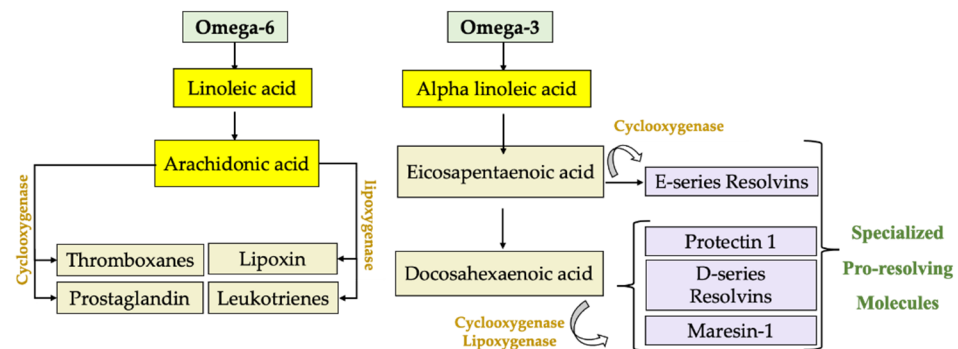 Omega-6
Omega-3
Linoleic acid
Alpha linoleic acid
Cyclooxygenase
Arachidonic acid
Eicosapentaenoic acid
E-series Resolvins
Cyclooxygenase
lipoxygenase
Thromboxanes
Lipoxin
Prostaglandin
Leukotrienes
Docosahexaenoic acid
Protectin 1
D-series
Resolvins
Maresin-1
Cyclooxygenase
Lipoxygenase
Specialized
Pro-resolving
Molecules